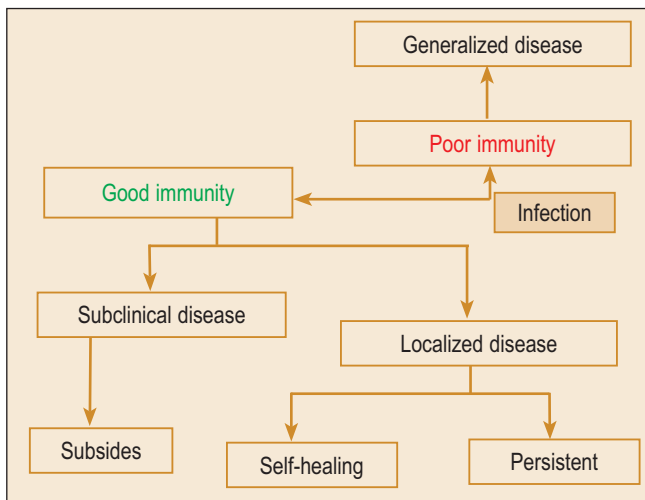 Generalized disease
Poor immunity
Good immunity
Infection
Subclinical disease
Localized disease
Subsides
Self-healing
Persistent